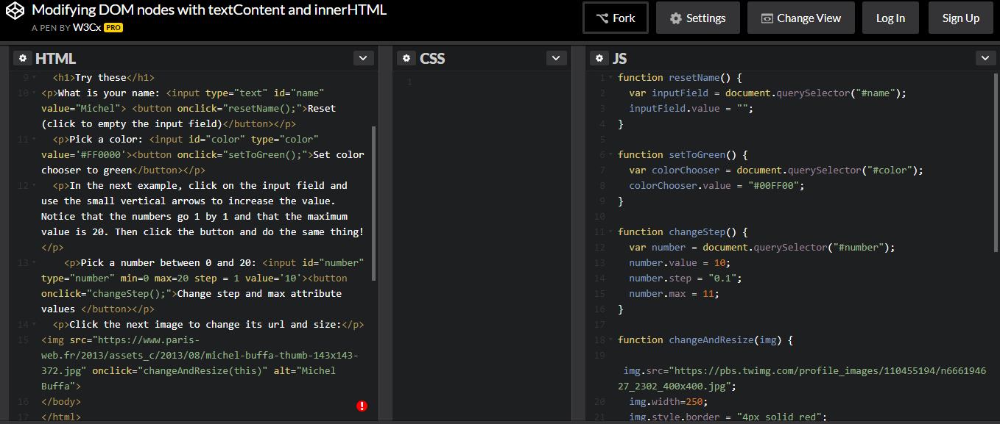 Modifying DOM nodes with textContent and innerHTML
A PEN BY W3Cx PRO
Fork
Settings
Change View
Log In
Sign Up
HTML
9 <h1>Try these</h1>
10 <p>What is your name: <input type="text" id="name"
value="Michel"> <button onclick="resetName();">Reset
(click to empty the input field)</button></p>
11 <p>Pick a color: <input id="color" type="color"
value='#FF0000'><button onclick="setToGreen();">Set color
chooser to green</button></p>
12 <p>In the next example, click on the input field and
use the small vertical arrows to increase the value.
Notice that the numbers go 1 by 1 and that the maximum
value is 20. Then click the button and do the same thing!
</p>
13 <p>Pick a number between 0 and 20: <input id="number"
type="number" min=0 max=20 step = 1 value='10'><button
onclick="changeStep();">Change step and max attribute
values </button></p>
14 <p>Click the next image to change its url and size:</p>
15 <img src="https://www.paris-
web.fr/2013/assets_c/2013/08/michel-buffa-thumb-143x143-
372.jpg" onclick="changeAndResize(this)" alt="Michel
Buffa">
16 </body>
17 </html>
CSS
1
JS
1 function resetName() {
2 var inputField = document.querySelector("#name");
3 inputField.value = "";
4 }
5
6 function setToGreen() {
7 var colorChooser = document.querySelector("#color");
8 colorChooser.value = "#00FF00";
9 }
10
11 function changeStep() {
12 var number = document.querySelector("#number");
13 number.value = 10;
14 number.step = "0.1";
15 number.max = 11;
16 }
17
18 function changeAndResize(img) {
19
img.src="https://pbs.twimg.com/profile_images/110455194/n6661946
27_2302_400x400.jpg";
20 img.width=250;
21 img.style.border = "4px solid red";